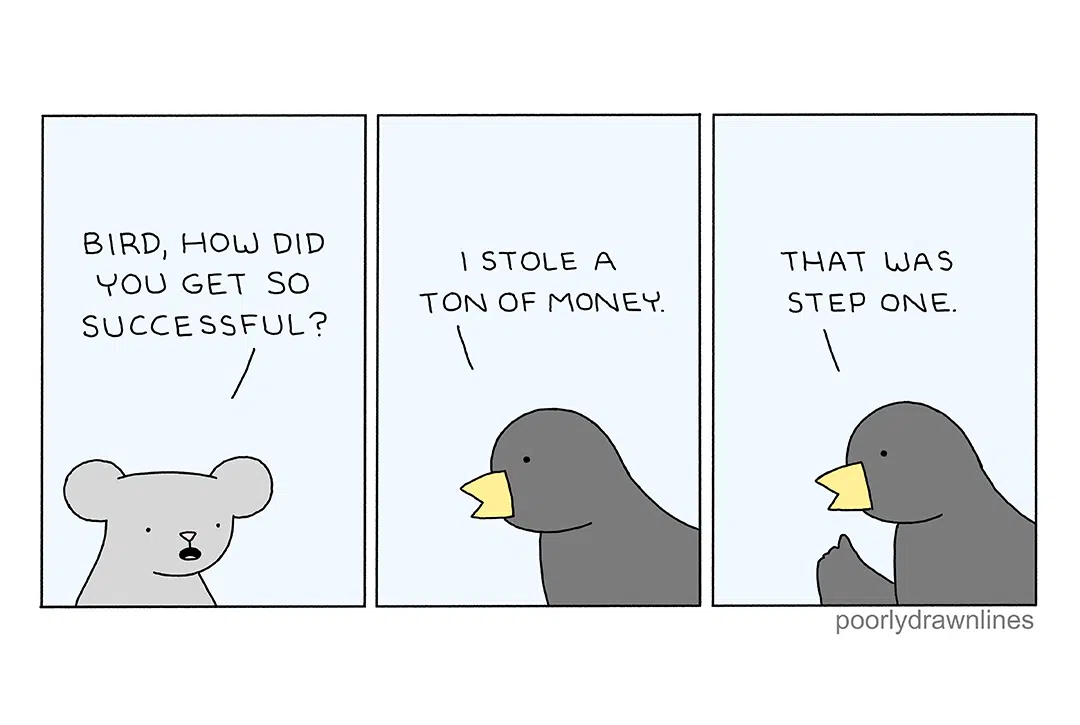 BIRD, HOW DID
YOU GET SO
SUCCESSFUL?
I STOLE A
TON OF MONEY.
THAT WAS
STEP ONE.
poorlydrawnlines